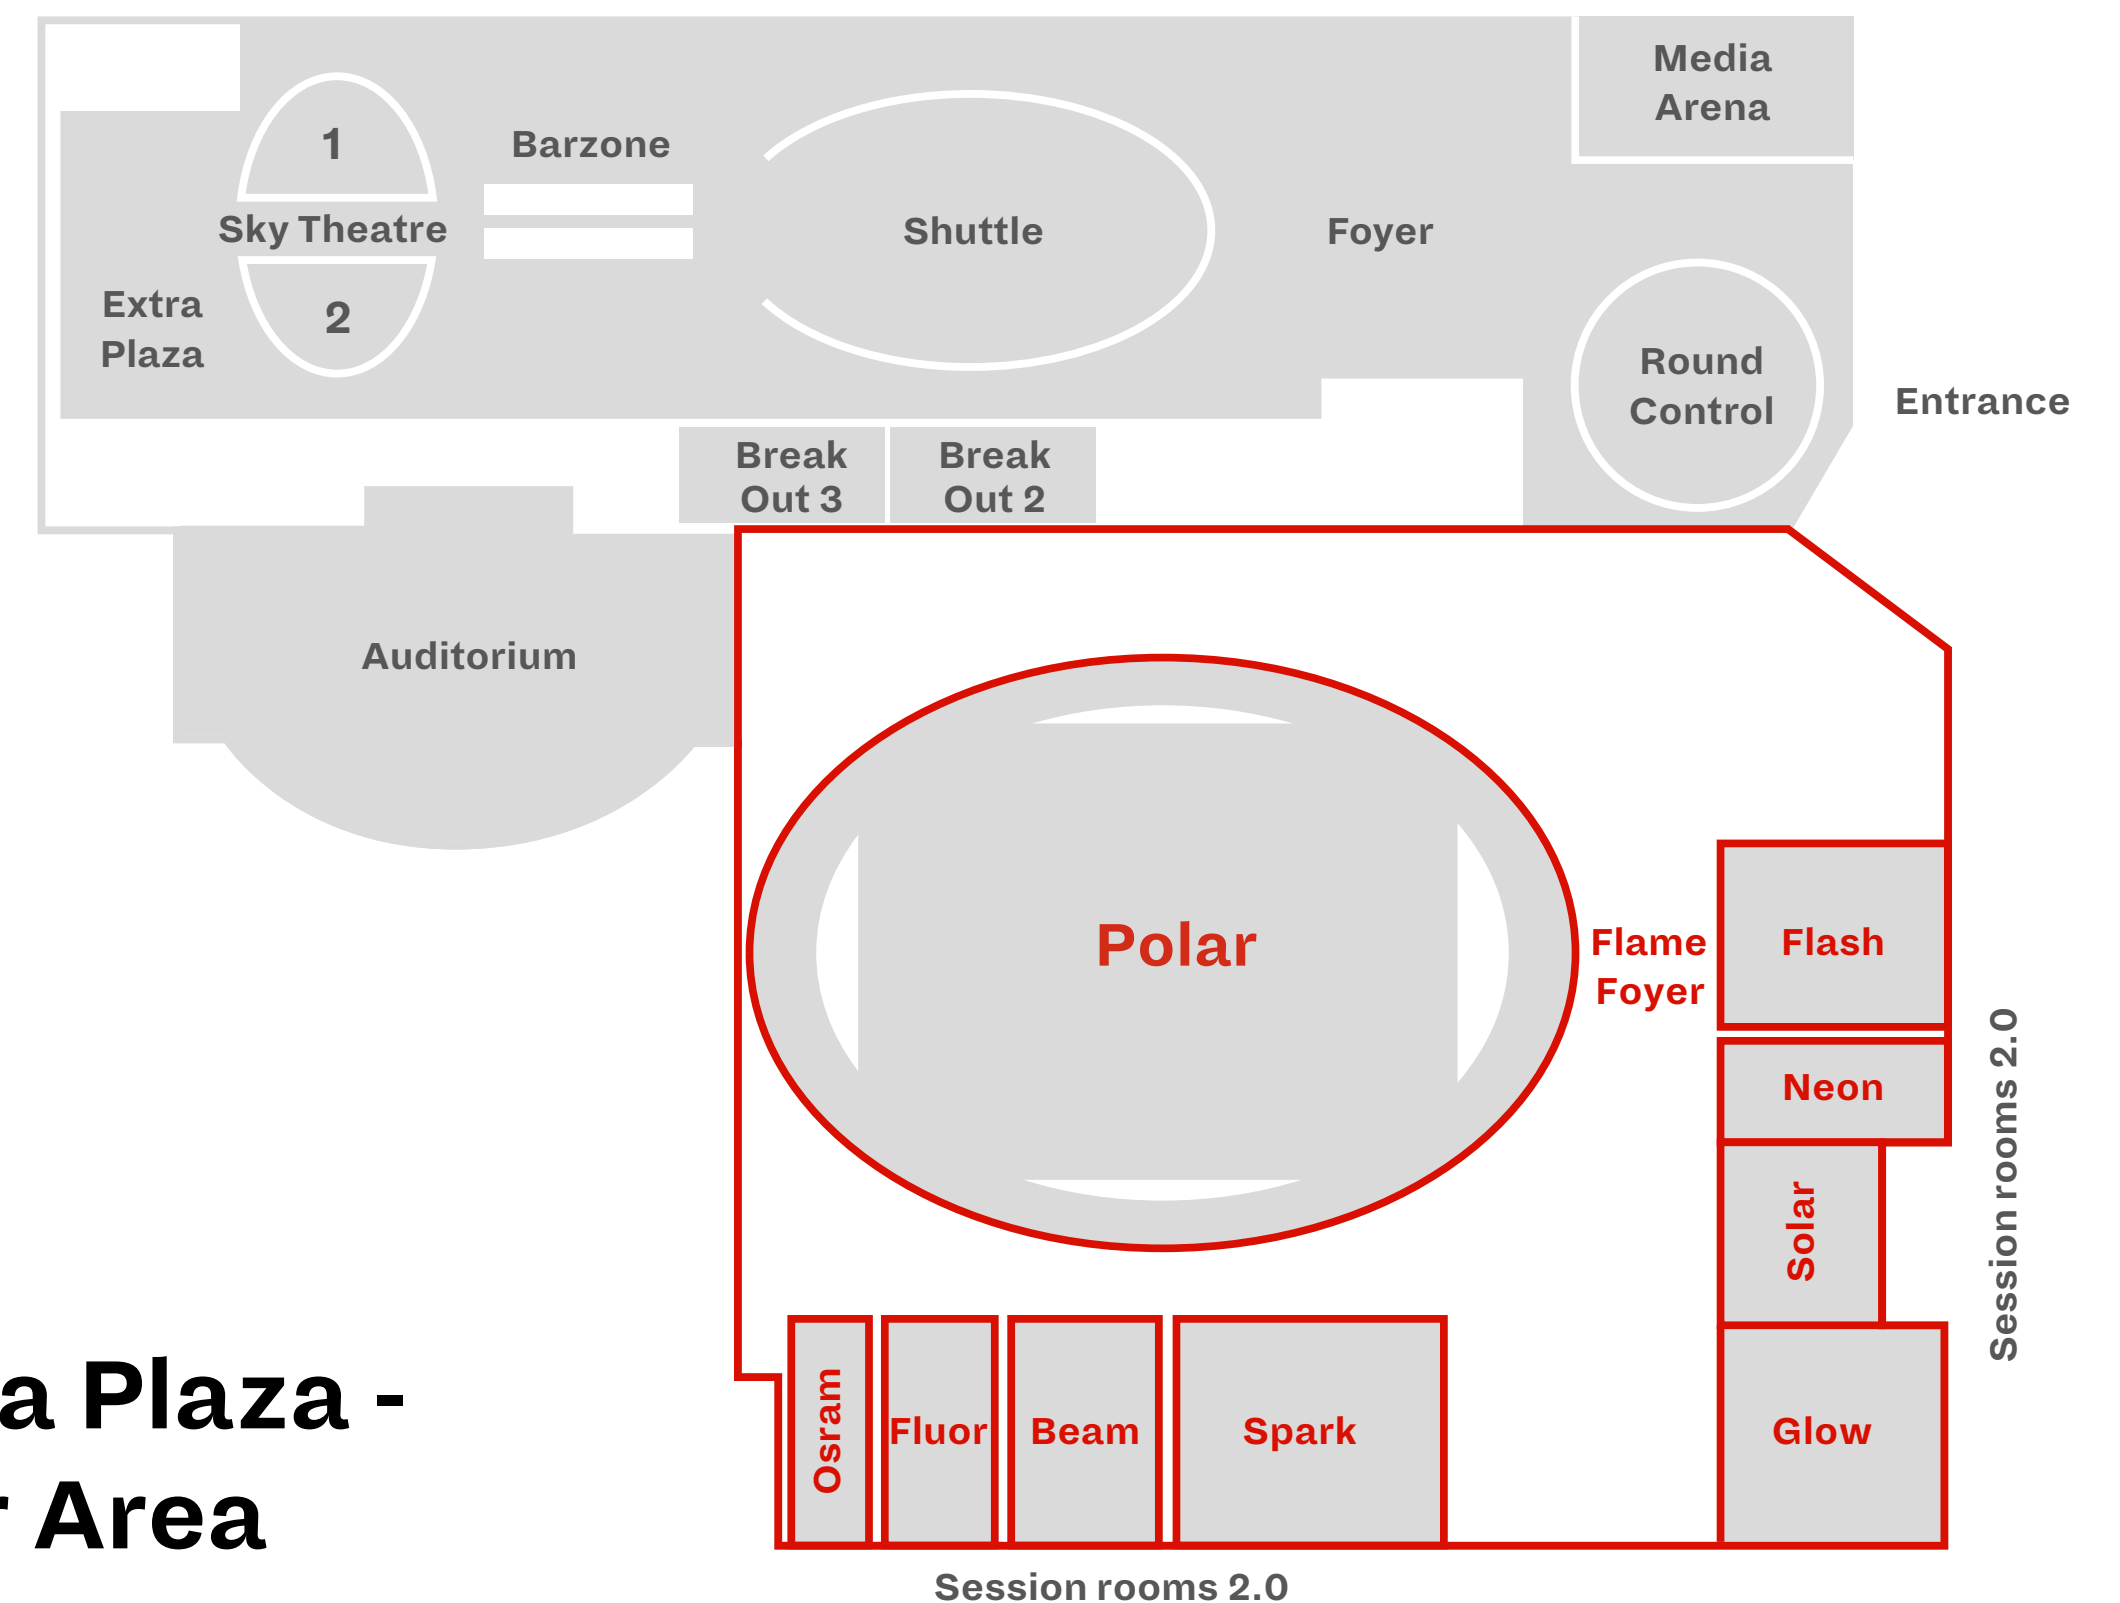 Media
Arena
1
Barzone
Sky Theatre
Shuttle
Foyer
Extra
Plaza
2
Round
Control
Entrance
Break
Out 3
Break
Out 2
Auditorium
Polar
Flame
Foyer
Flash
Neon
Solar
Session rooms 2.0
Osram
Fluor
Beam
Spark
Glow
a Plaza -
r Area
Session rooms 2.0